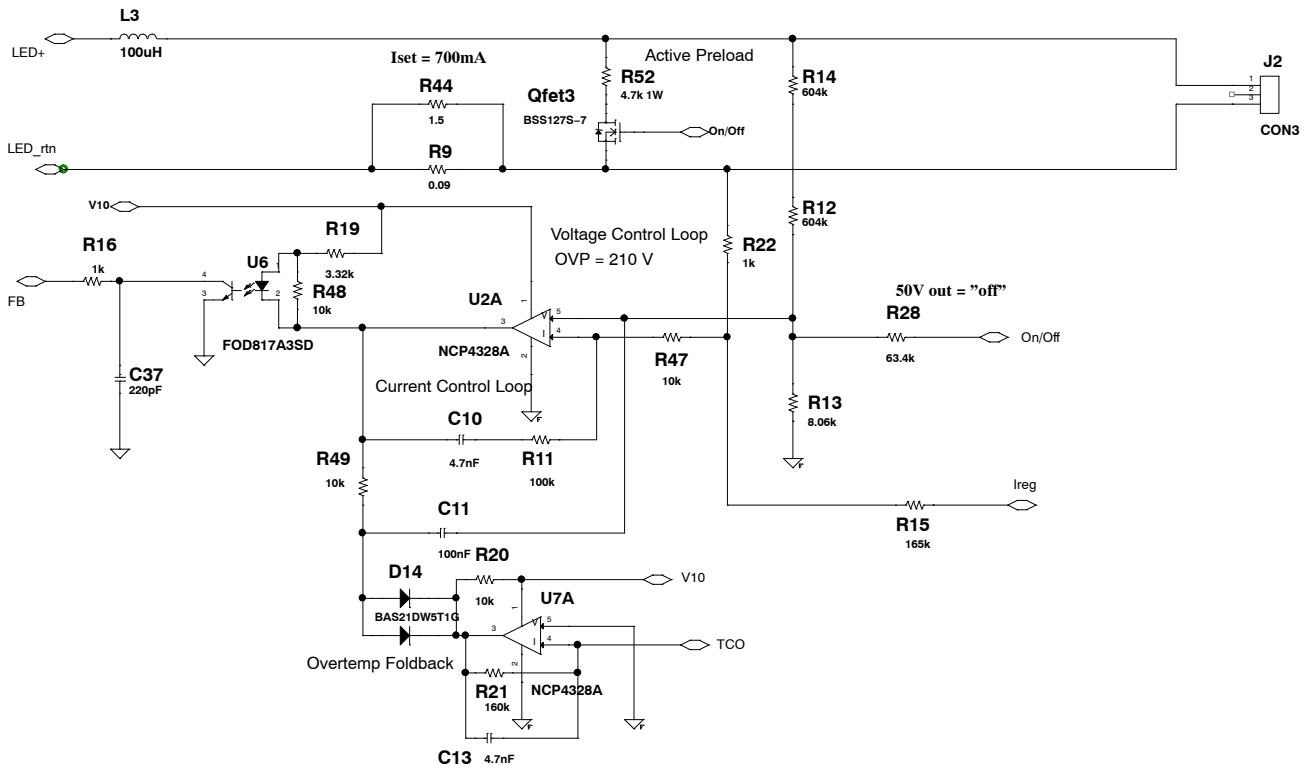 L3
LED+
100uH
Iset = 700mA
Active Preload
R44
1.5
R52
4.7k 1W
R14
604k
J2
1
2
3
CON3
Qfet3
BSS127S-7
On/Off
LED_rtn
R9
0.09
V10
R19
3.32k
R12
604k
Voltage Control Loop
OVP = 210 V
R22
1k
R16
1k
FB
U6
4
3
1
2
R48
10k
FOD817A3SD
U2A
1
3
5
4
2
V
I
NCP4328A
50V out = ”off”
R28
63.4k
On/Off
R47
10k
C37
220pF
Current Control Loop
F
R13
8.06k
F
C10
4.7nF
R11
100k
R49
10k
Ireg
R15
165k
C11
100nF
R20
10k
V10
D14
BAS21DW5T1G
U7A
1
3
5
4
2
V
I
TCO
Overtemp Foldback
R21
160k
NCP4328A
F
F
C13
4.7nF